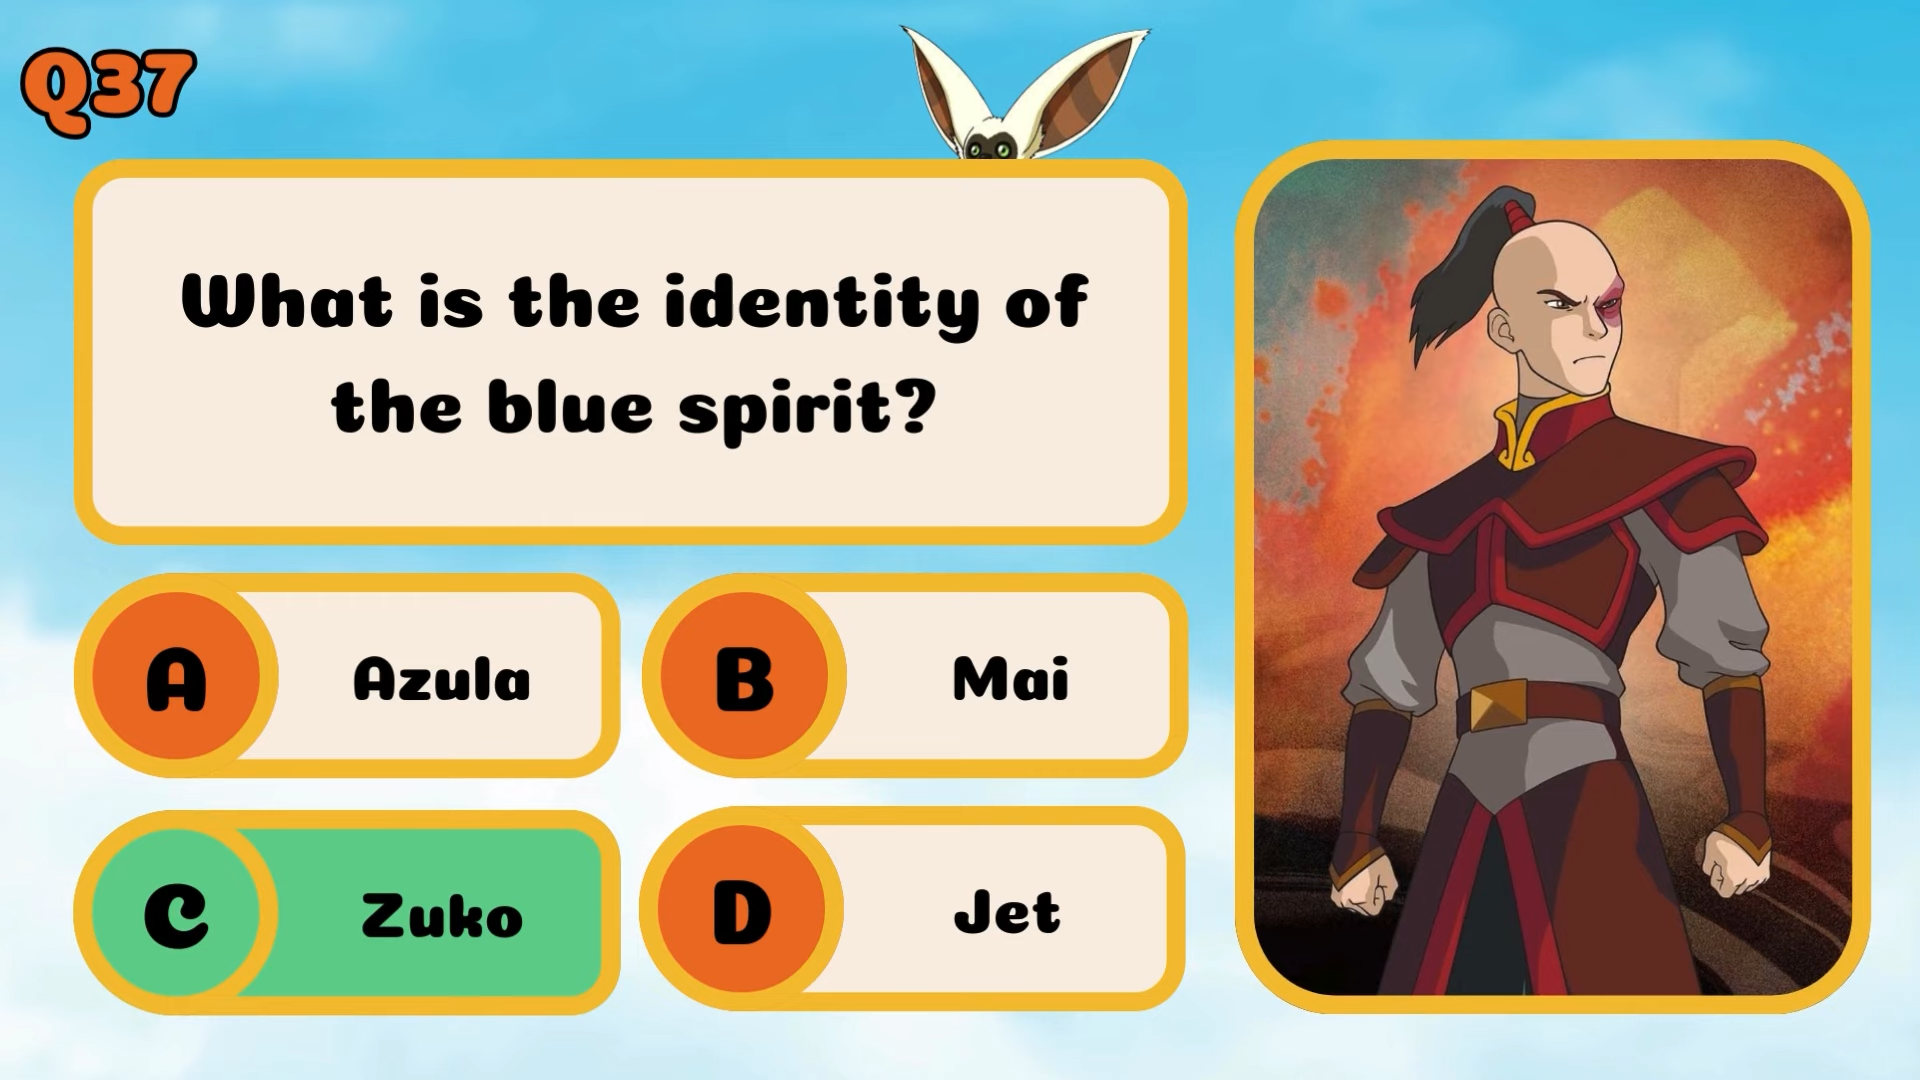 Q37
What is the identity of
the blue spirit?
A Azula
B Mai
C Zuko
D Jet